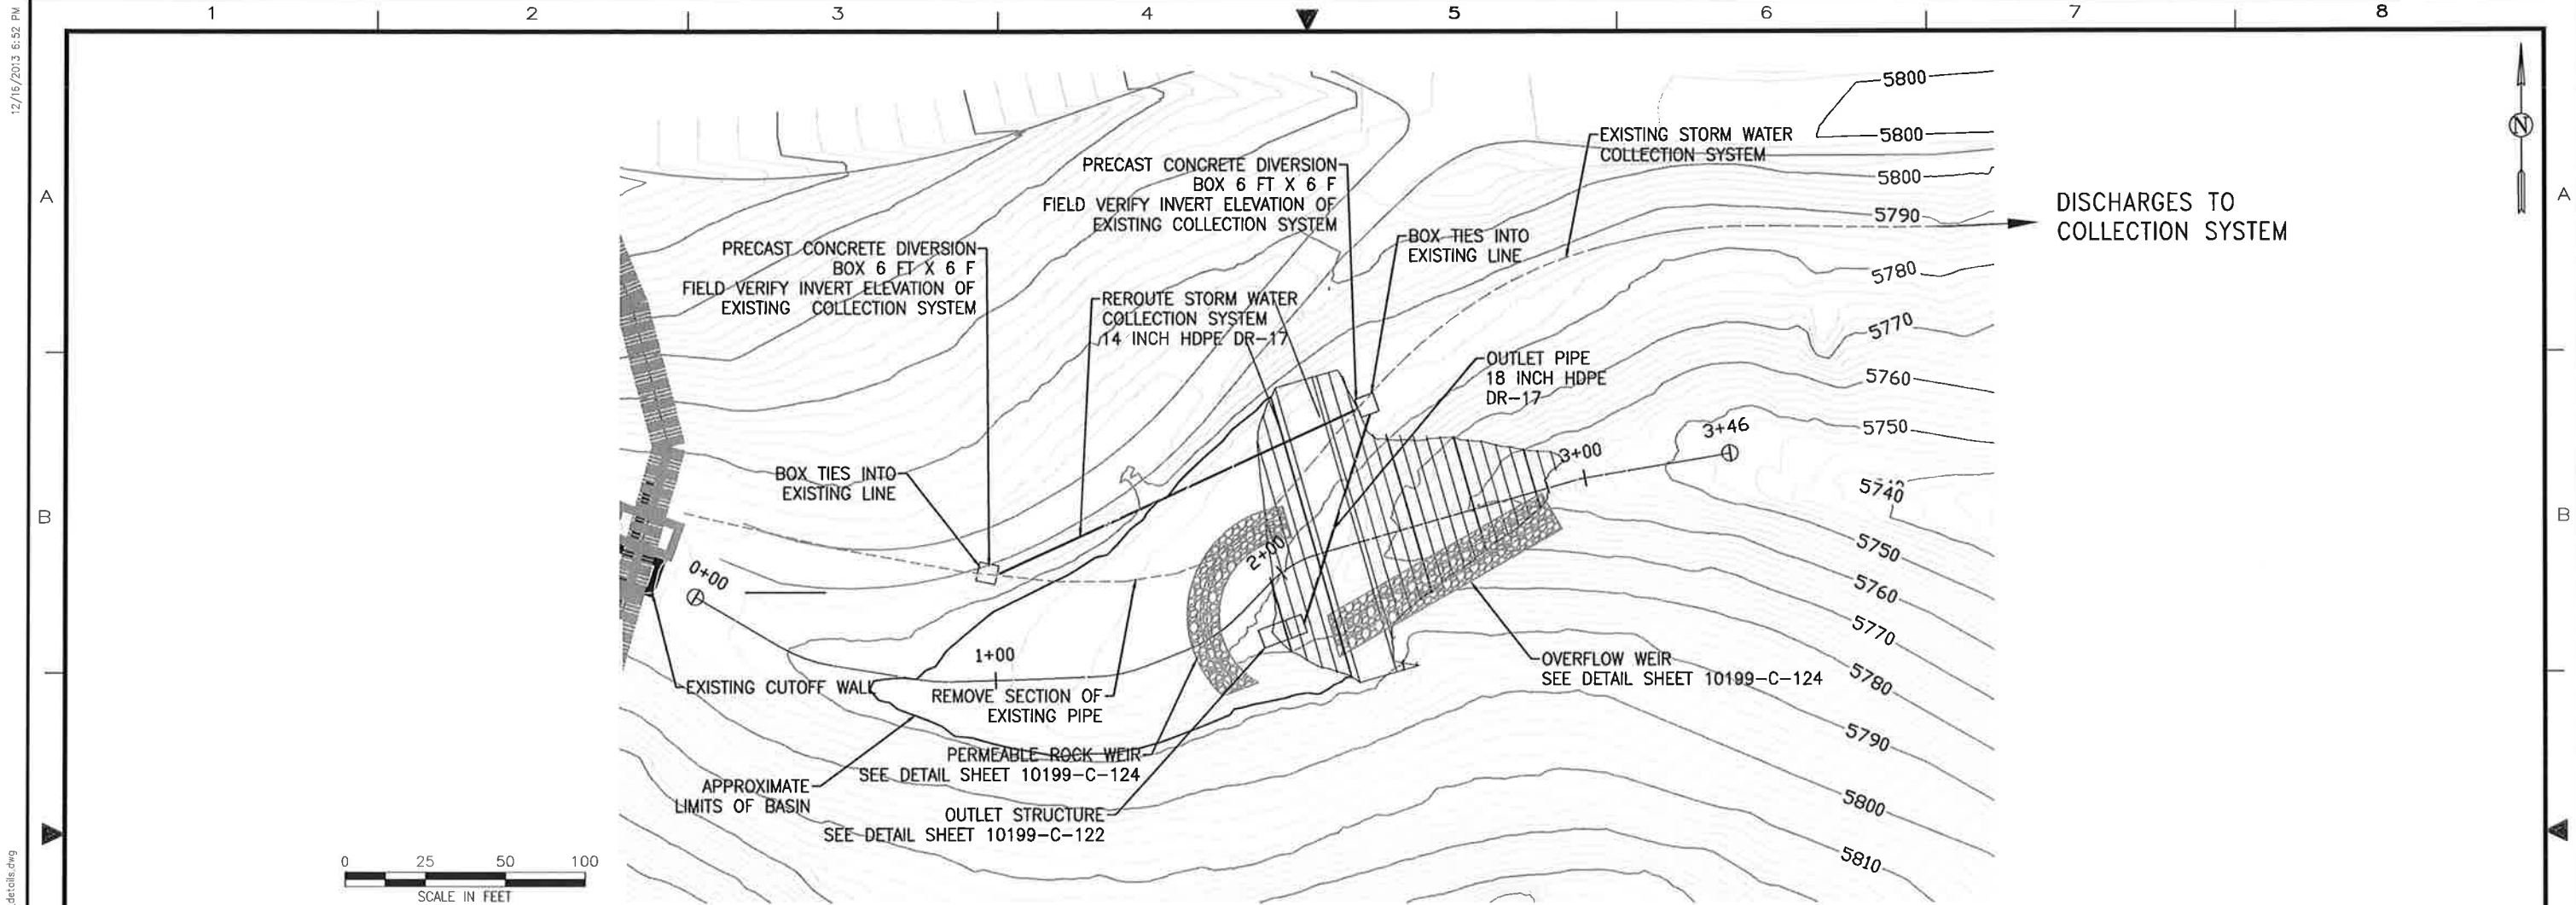 12/16/2013 6:52 PM
1 2 3 4 5 6 7 8
A
A
B
B
N
PRECAST CONCRETE DIVERSION
BOX 6 FT X 6 F
FIELD VERIFY INVERT ELEVATION OF
EXISTING COLLECTION SYSTEM
EXISTING STORM WATER
COLLECTION SYSTEM
DISCHARGES TO
COLLECTION SYSTEM
PRECAST CONCRETE DIVERSION
BOX 6 FT X 6 F
FIELD VERIFY INVERT ELEVATION OF
EXISTING COLLECTION SYSTEM
BOX TIES INTO
EXISTING LINE
REROUTE STORM WATER
COLLECTION SYSTEM
14 INCH HDPE DR-17
OUTLET PIPE
18 INCH HDPE
DR-17
BOX TIES INTO
EXISTING LINE
0+00
1+00
2+00
3+00
3+46
5800
5800
5800
5790
5780
5770
5760
5750
5740
5750
5760
5770
5780
5790
5800
5810
EXISTING CUTOFF WALL
REMOVE SECTION OF
EXISTING PIPE
OVERFLOW WEIR
SEE DETAIL SHEET 10199-C-124
PERMEABLE ROCK WEIR
SEE DETAIL SHEET 10199-C-124
APPROXIMATE
LIMITS OF BASIN
OUTLET STRUCTURE
SEE DETAIL SHEET 10199-C-122
0 25 50 100
SCALE IN FEET
details.dwg